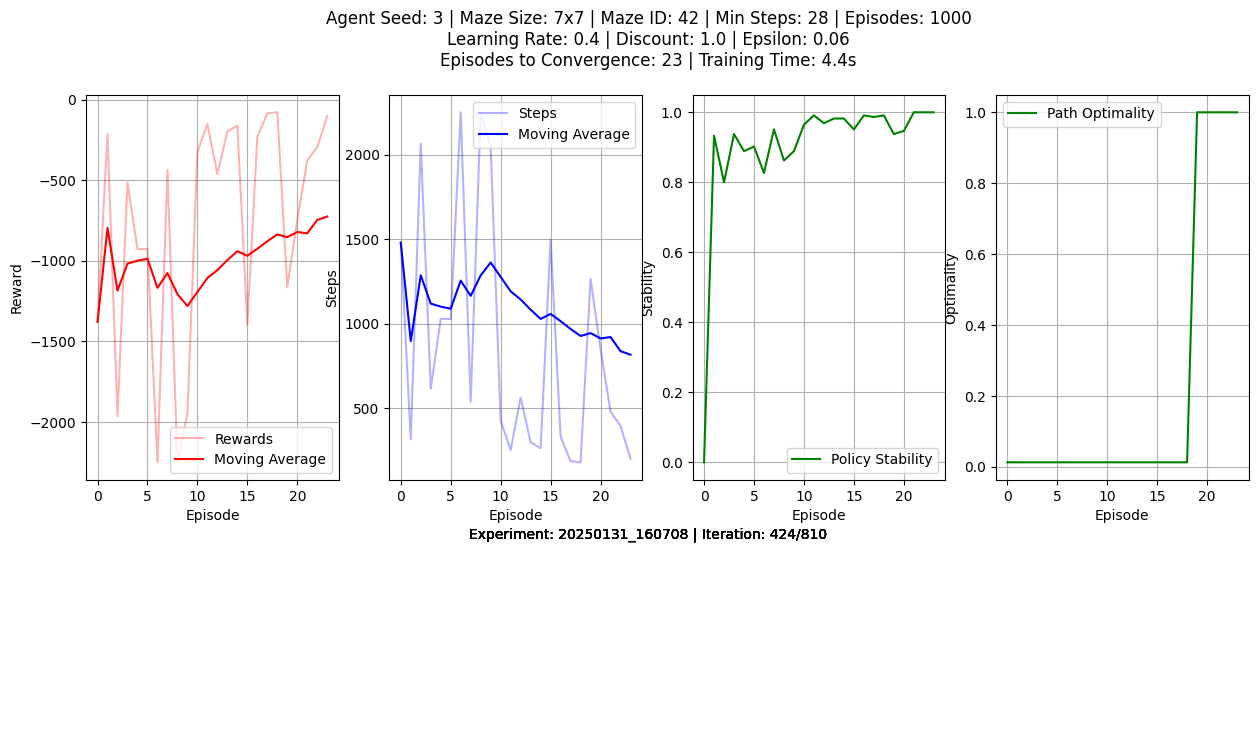 Agent Seed: 3 | Maze Size: 7x7 | Maze ID: 42 | Min Steps: 28 | Episodes: 1000
Learning Rate: 0.4 | Discount: 1.0 | Epsilon: 0.06
Episodes to Convergence: 23 | Training Time: 4.4s
0
−500
−1000
−1500
−2000
Reward
Rewards
Moving Average
0 5 10 15 20
Episode
2000
1500
1000
500
Steps
Steps
Moving Average
0 5 10 15 20
Episode
1.0
0.8
0.6
0.4
0.2
0.0
Stability
Policy Stability
0 5 10 15 20
Episode
1.0
0.8
0.6
0.4
0.2
0.0
Optimality
Path Optimality
0 5 10 15 20
Episode
Experiment: 20250131_160708 | Iteration: 424/810